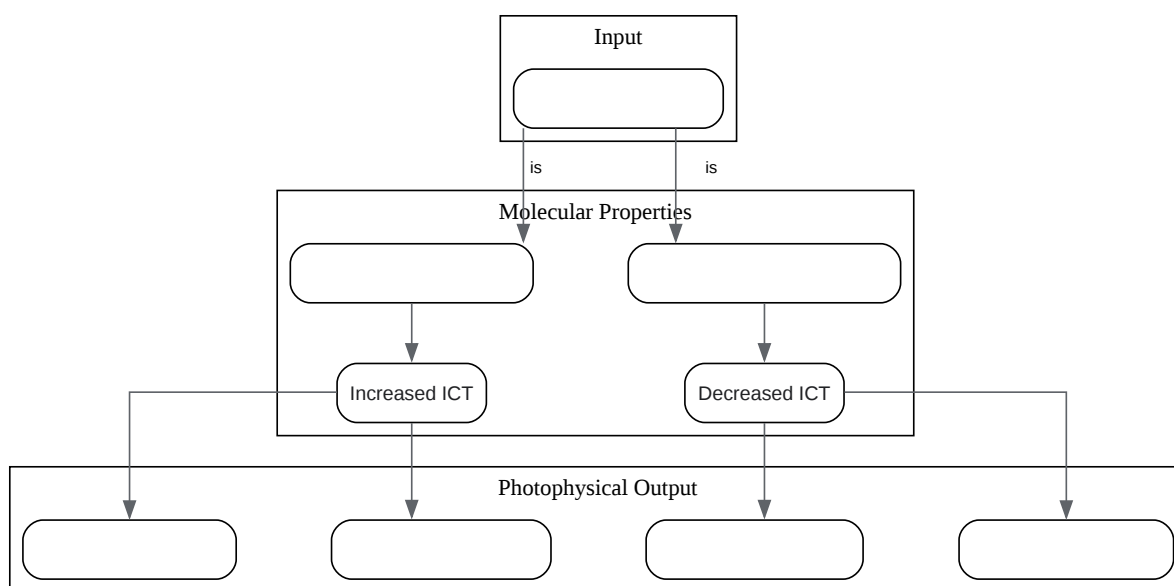 Input
is
is
Molecular Properties
Increased ICT
Decreased ICT
Photophysical Output